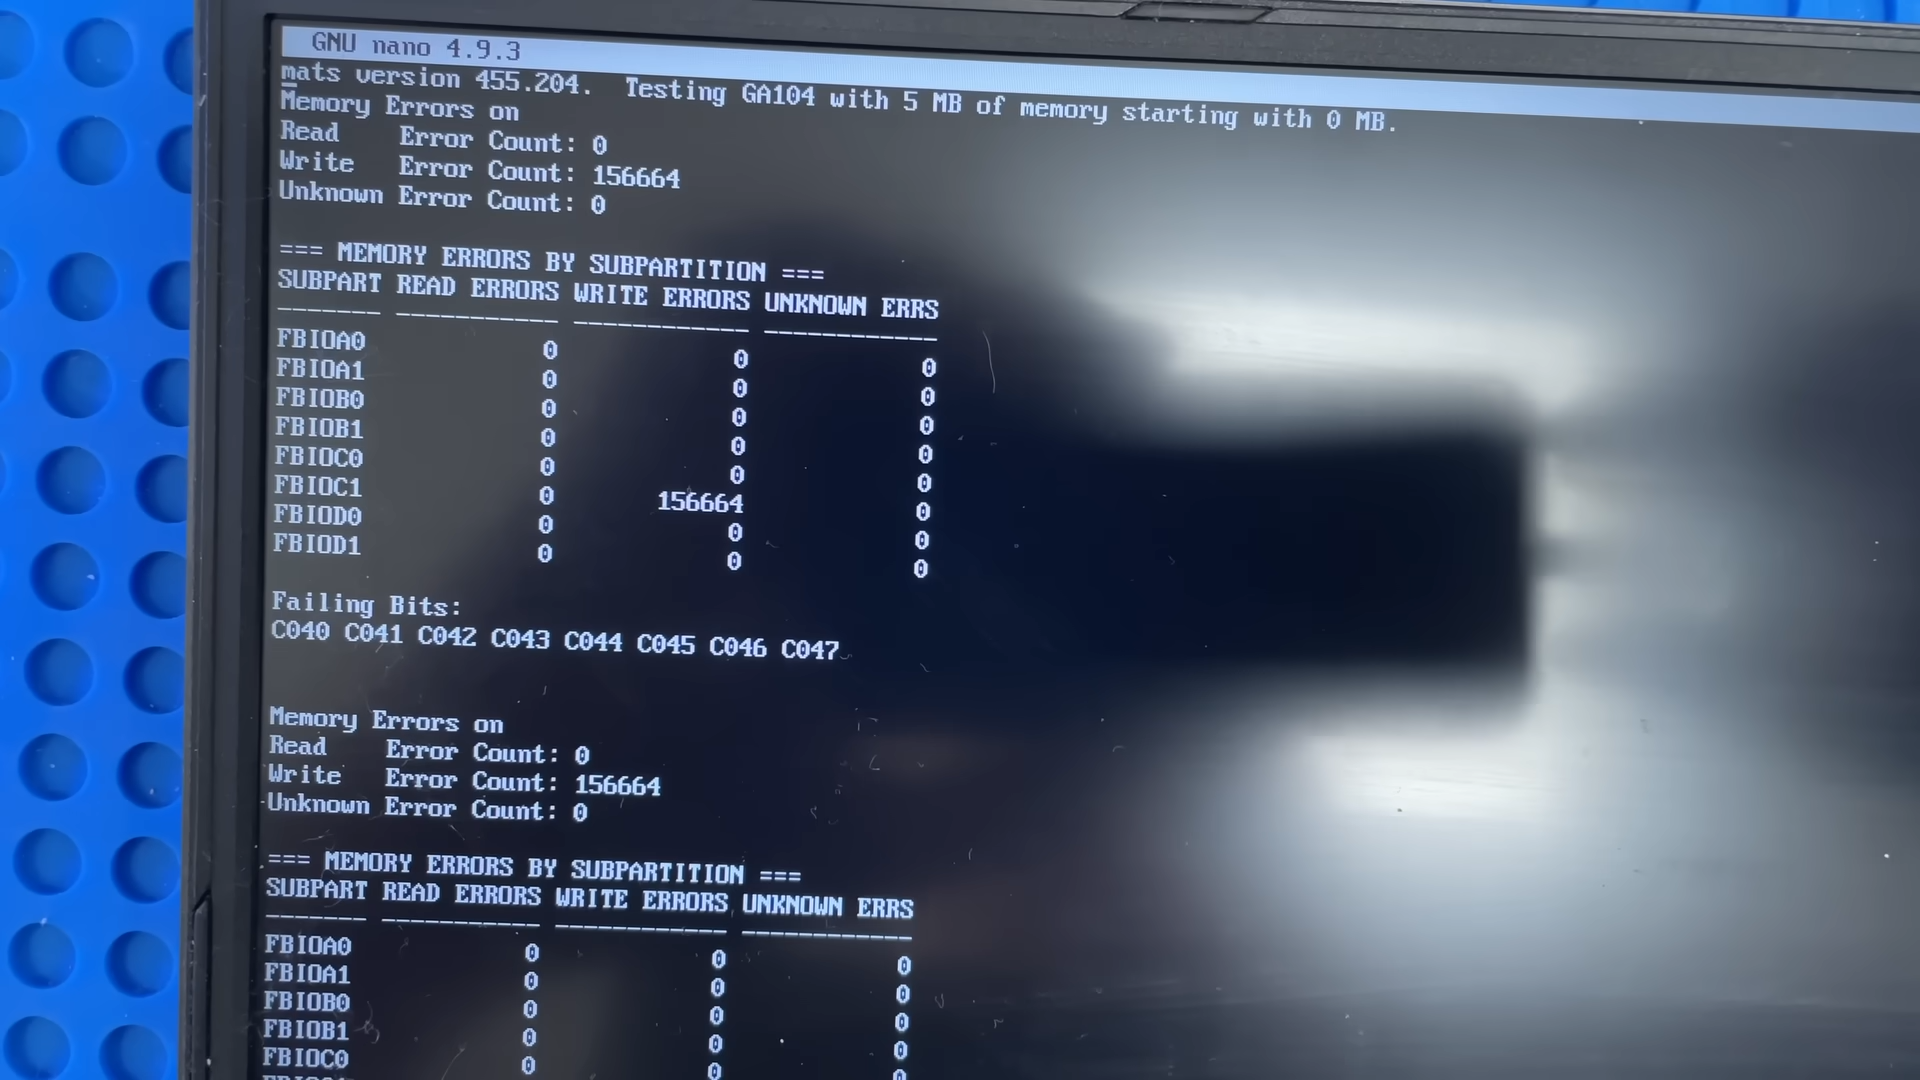 GNU nano 4.9.3
mats version 455.204.  Testing GA104 with 5 MB of memory starting with 0 MB.
Memory Errors on
Read    Error Count: 0
Write   Error Count: 156664
Unknown Error Count: 0
=== MEMORY ERRORS BY SUBPARTITION ===
SUBPART READ ERRORS WRITE ERRORS UNKNOWN ERRS
------- ----------- ------------ ------------
FBIOA0 0 0 0
FBIOA1 0 0 0
FBIOB0 0 0 0
FBIOB1 0 0 0
FBIOC0 0 0 0
FBIOC1 0 156664 0
FBIOD0 0 0 0
FBIOD1 0 0 0
Failing Bits:
C040 C041 C042 C043 C044 C045 C046 C047
Memory Errors on
Read    Error Count: 0
Write   Error Count: 156664
Unknown Error Count: 0
=== MEMORY ERRORS BY SUBPARTITION ===
SUBPART READ ERRORS WRITE ERRORS UNKNOWN ERRS
------- ----------- ------------ ------------
FBIOA0 0 0 0
FBIOA1 0 0 0
FBIOB0 0 0 0
FBIOB1 0 0 0
FBIOC0 0 0 0